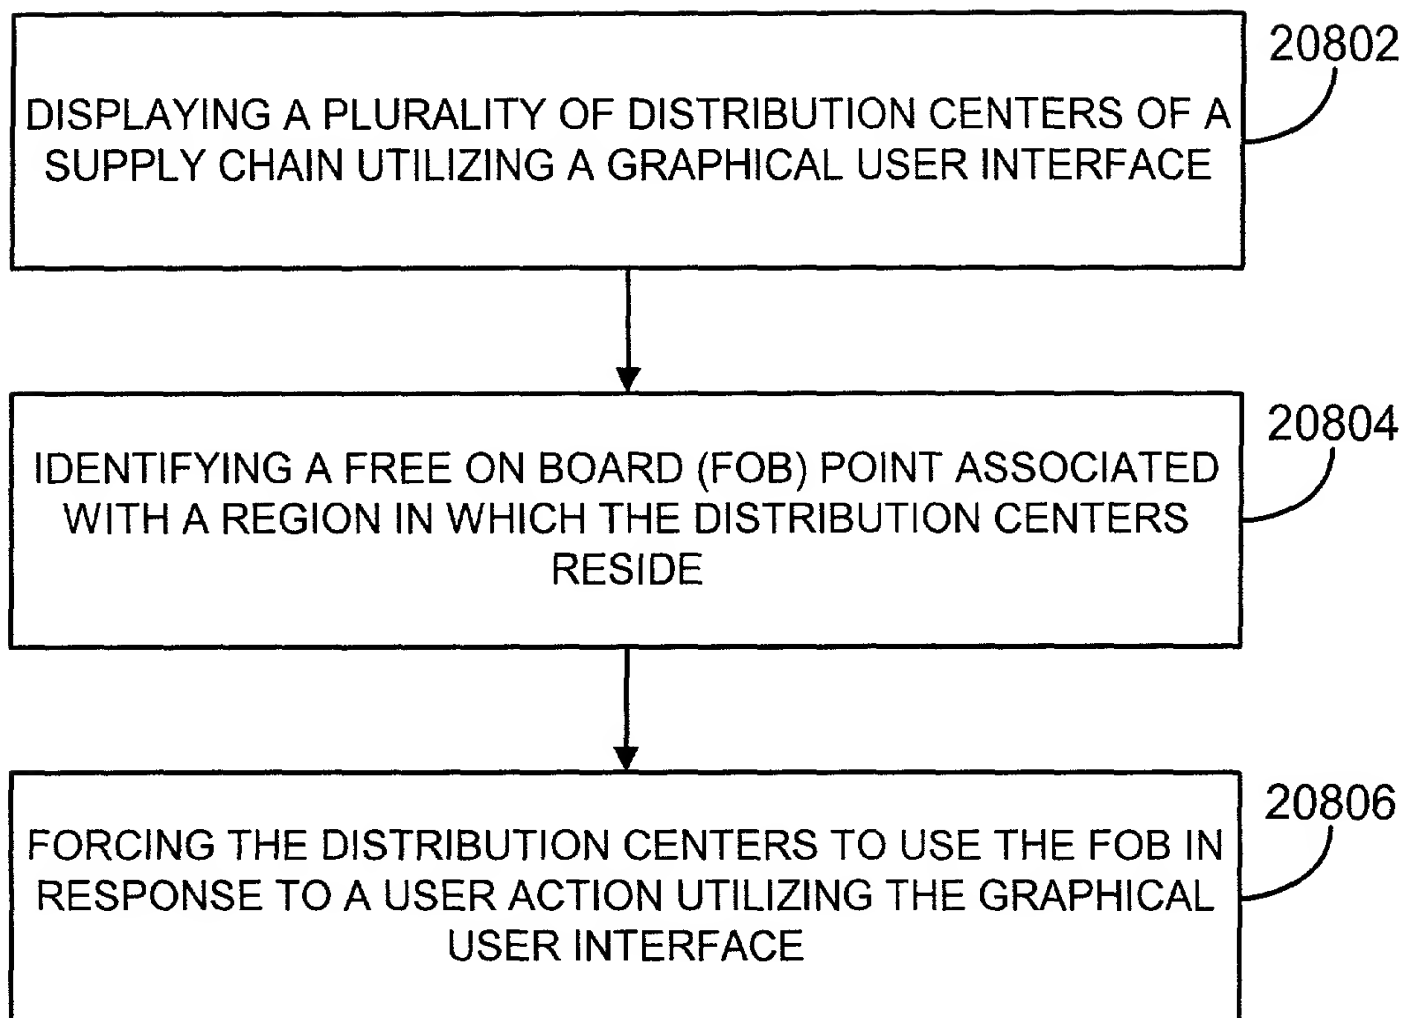 20802
DISPLAYING A PLURALITY OF DISTRIBUTION CENTERS OF A
SUPPLY CHAIN UTILIZING A GRAPHICAL USER INTERFACE
20804
IDENTIFYING A FREE ON BOARD (FOB) POINT ASSOCIATED
WITH A REGION IN WHICH THE DISTRIBUTION CENTERS
RESIDE
20806
FORCING THE DISTRIBUTION CENTERS TO USE THE FOB IN
RESPONSE TO A USER ACTION UTILIZING THE GRAPHICAL
USER INTERFACE